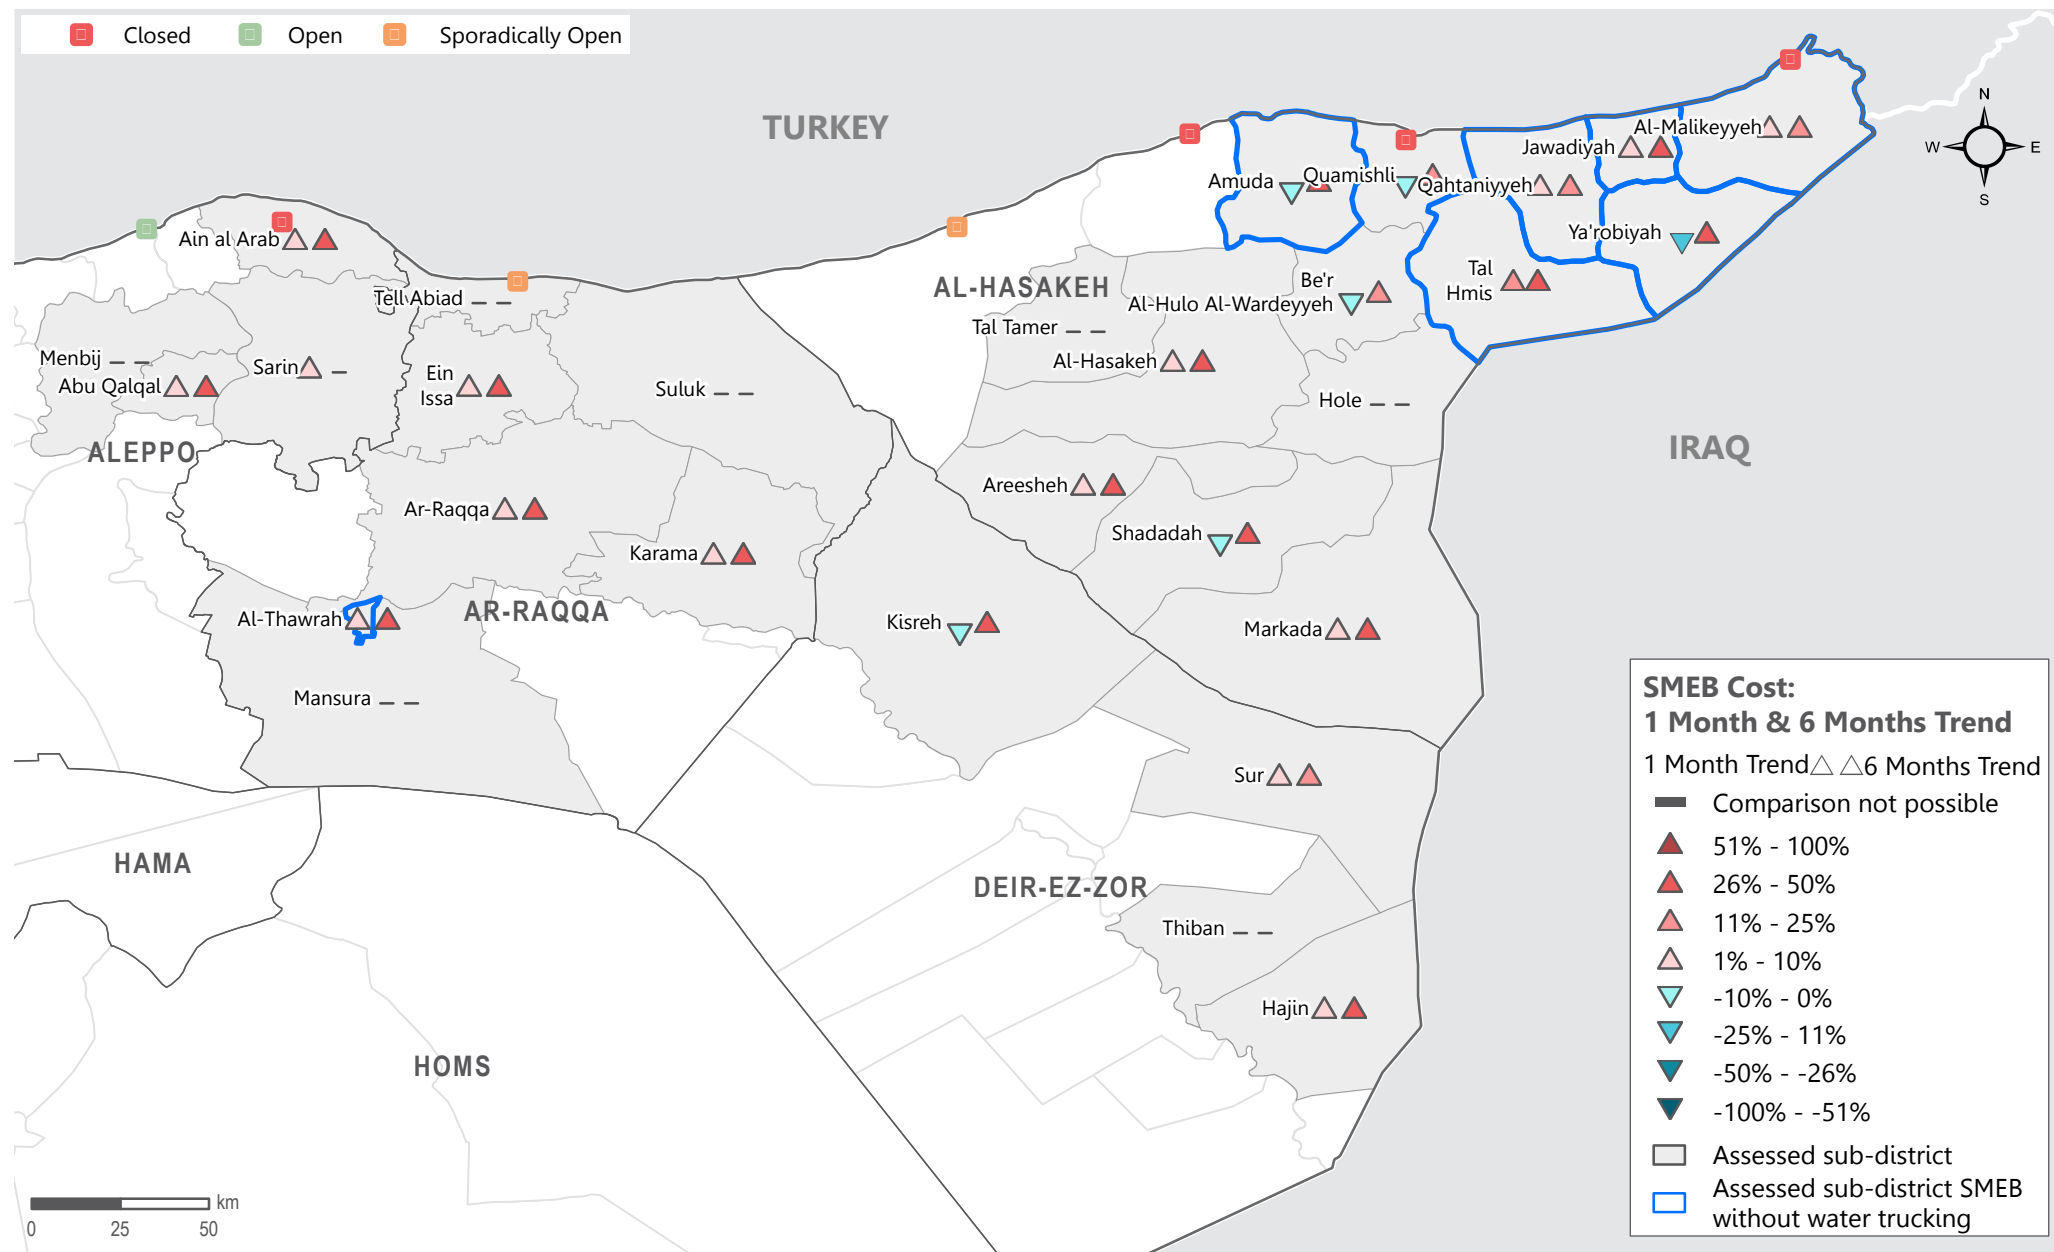 Closed
Open
Sporadically Open
TURKEY
N
W
E
S
Al-Malikeyyeh
Jawadiyah
Amuda
Quamishli
Qahtaniyyeh
Ya'robiyah
Ain al Arab
Tal
Hmis
Be'r
Al-Hulo Al-Wardeyyeh
AL-HASAKEH
Tell Abiad
Tal Tamer
Menbij
Abu Qalqal
Sarin
Ein
Issa
Suluk
Al-Hasakeh
Hole
ALEPPO
IRAQ
Areesheh
Ar-Raqqa
Shadadah
Karama
Al-Thawrah
AR-RAQQA
Kisreh
Markada
Mansura
Sur
HAMA
DEIR-EZ-ZOR
Thiban
Hajin
HOMS
SMEB Cost:
1 Month & 6 Months Trend
1 Month Trend
6 Months Trend
Comparison not possible
51% - 100%
26% - 50%
11% - 25%
1% - 10%
-10% - 0%
-25% - 11%
-50% - -26%
-100% - -51%
Assessed sub-district
Assessed sub-district SMEB
without water trucking
km
0 25 50